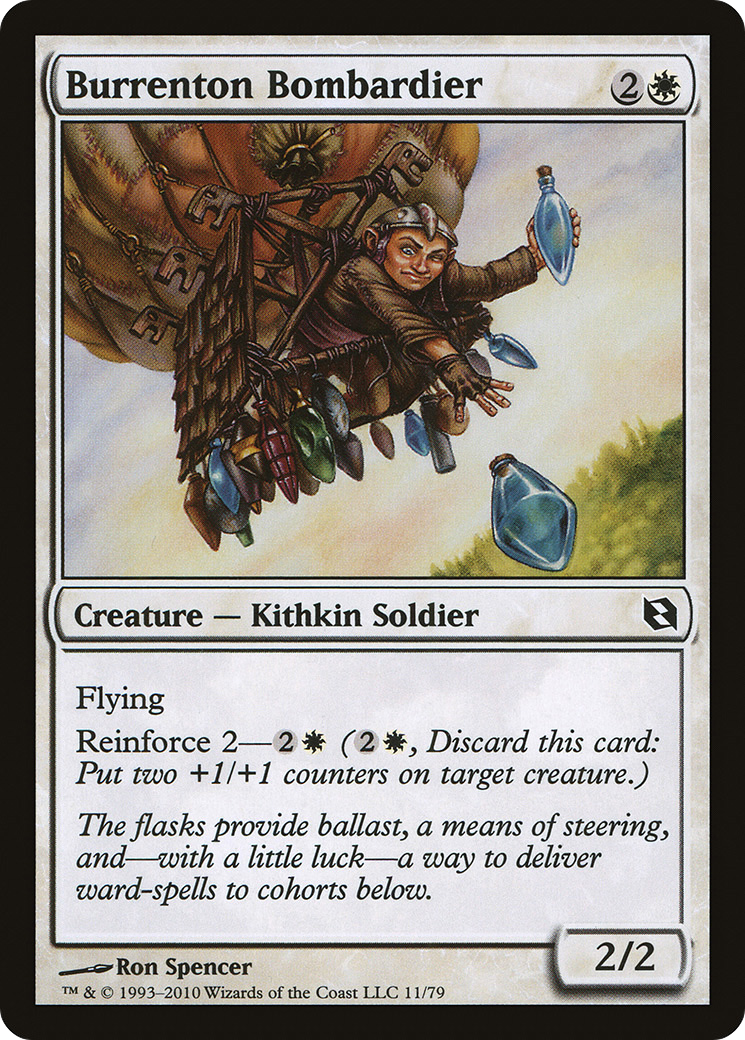 Burrenton Bombardier 2
Creature — Kithkin Soldier
Flying
Reinforce 2—2 (2, Discard this card:
Put two +1/+1 counters on target creature.)
The flasks provide ballast, a means of steering,
and—with a little luck—a way to deliver
ward-spells to cohorts below.
2/2
Ron Spencer
™ & © 1993–2010 Wizards of the Coast LLC 11/79